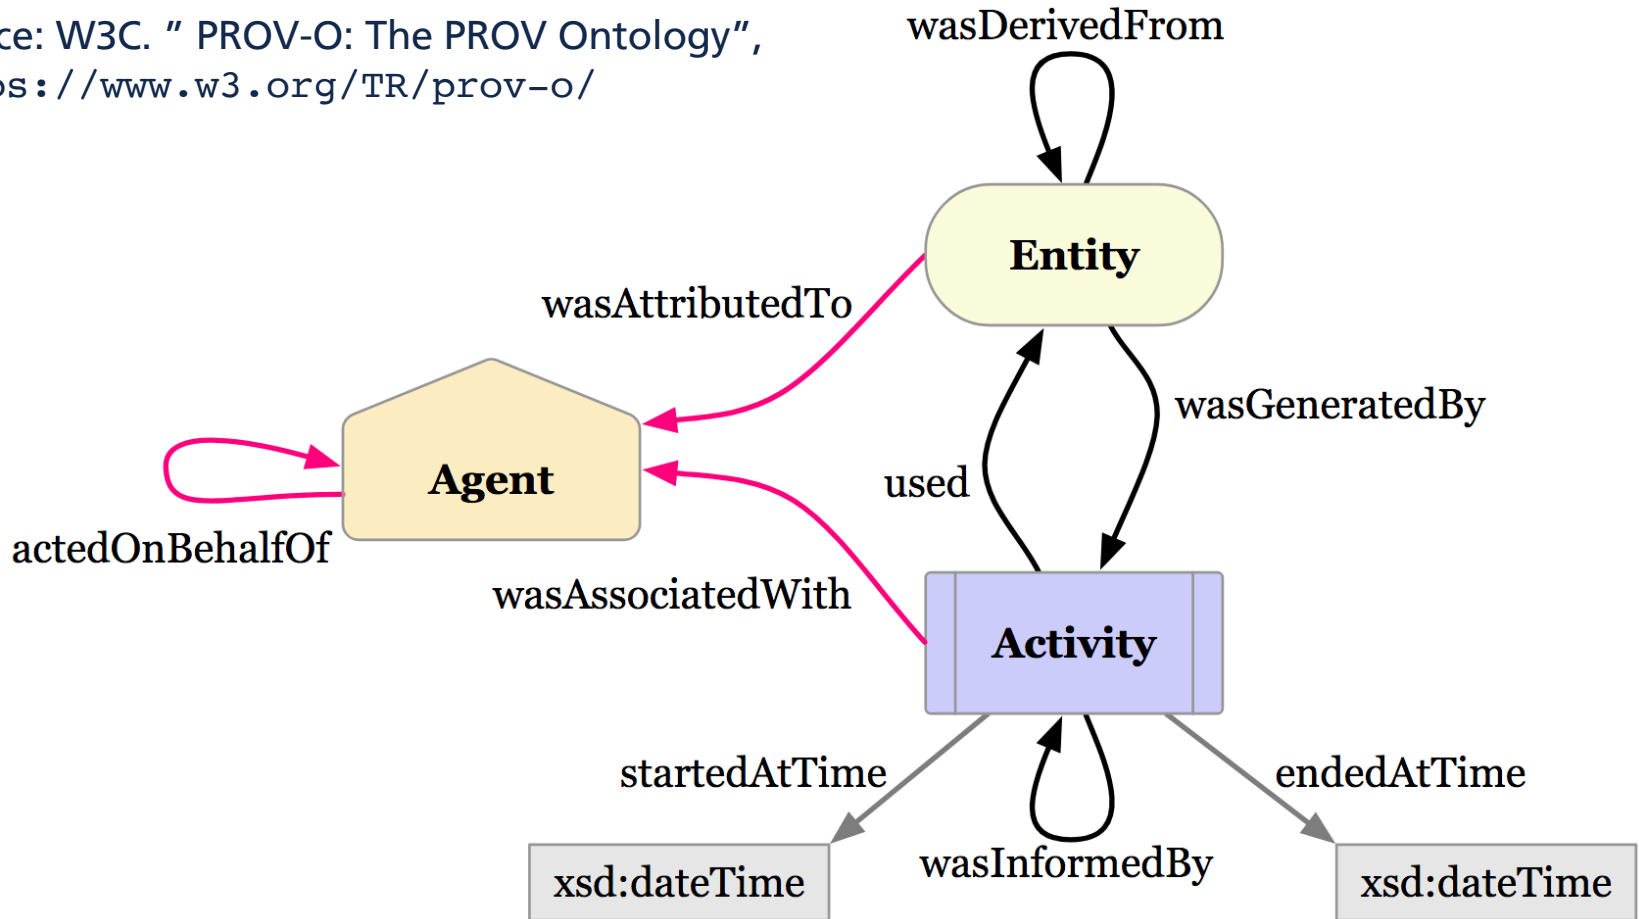 ce: W3C. ” PROV-O: The PROV Ontology”,
os://www.w3.org/TR/prov-o/
wasDerivedFrom
Entity
wasAttributedTo
wasGeneratedBy
used
Agent
actedOnBehalfOf
wasAssociatedWith
Activity
startedAtTime
endedAtTime
wasInformedBy
xsd:dateTime
xsd:dateTime